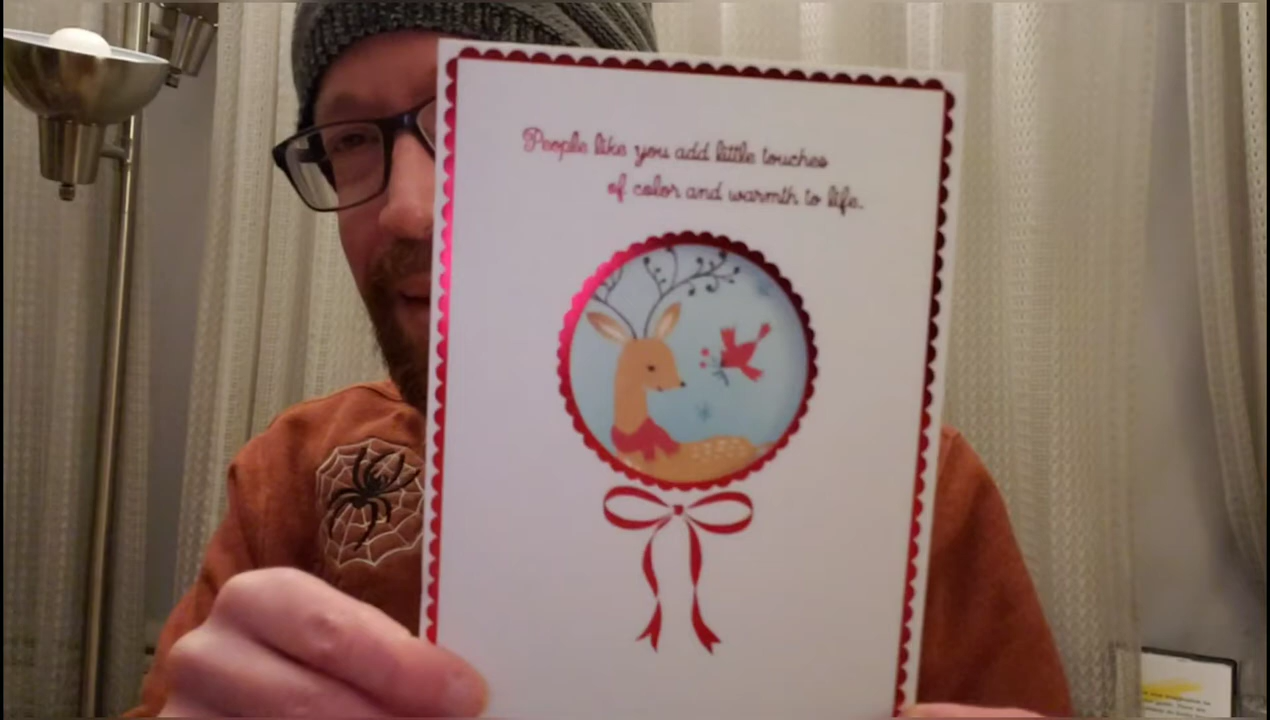 People like you add little touches
of color and warmth to life.